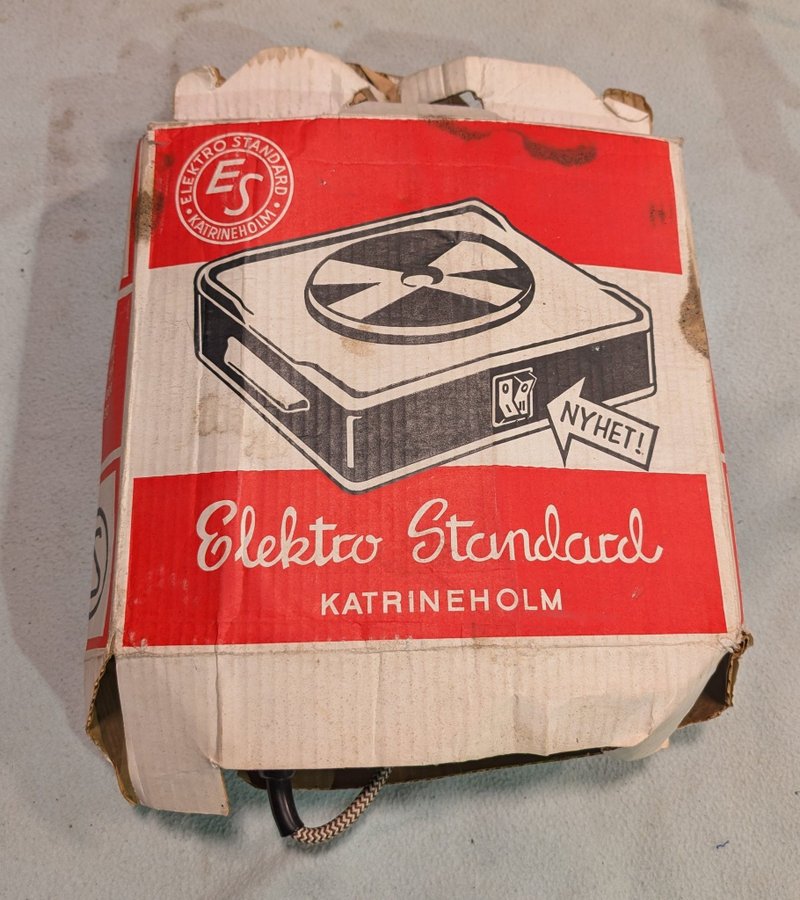 ELEKTRO STANDARD
ES
• KATRINEHOLM •
NYHET!
Elektro Standard
KATRINEHOLM